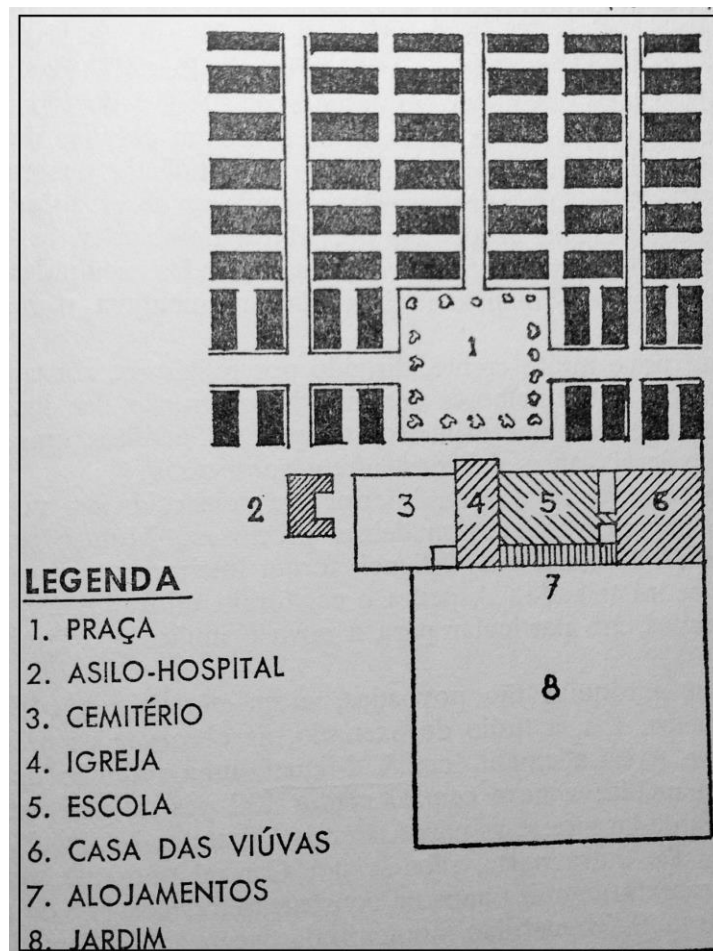 1
2
3
4
5
6
7
8
LEGENDA
1. PRAÇA
2. ASILO-HOSPITAL
3. CEMITÉRIO
4. IGREJA
5. ESCOLA
6. CASA DAS VIÚVAS
7. ALOJAMENTOS
8. JARDIM